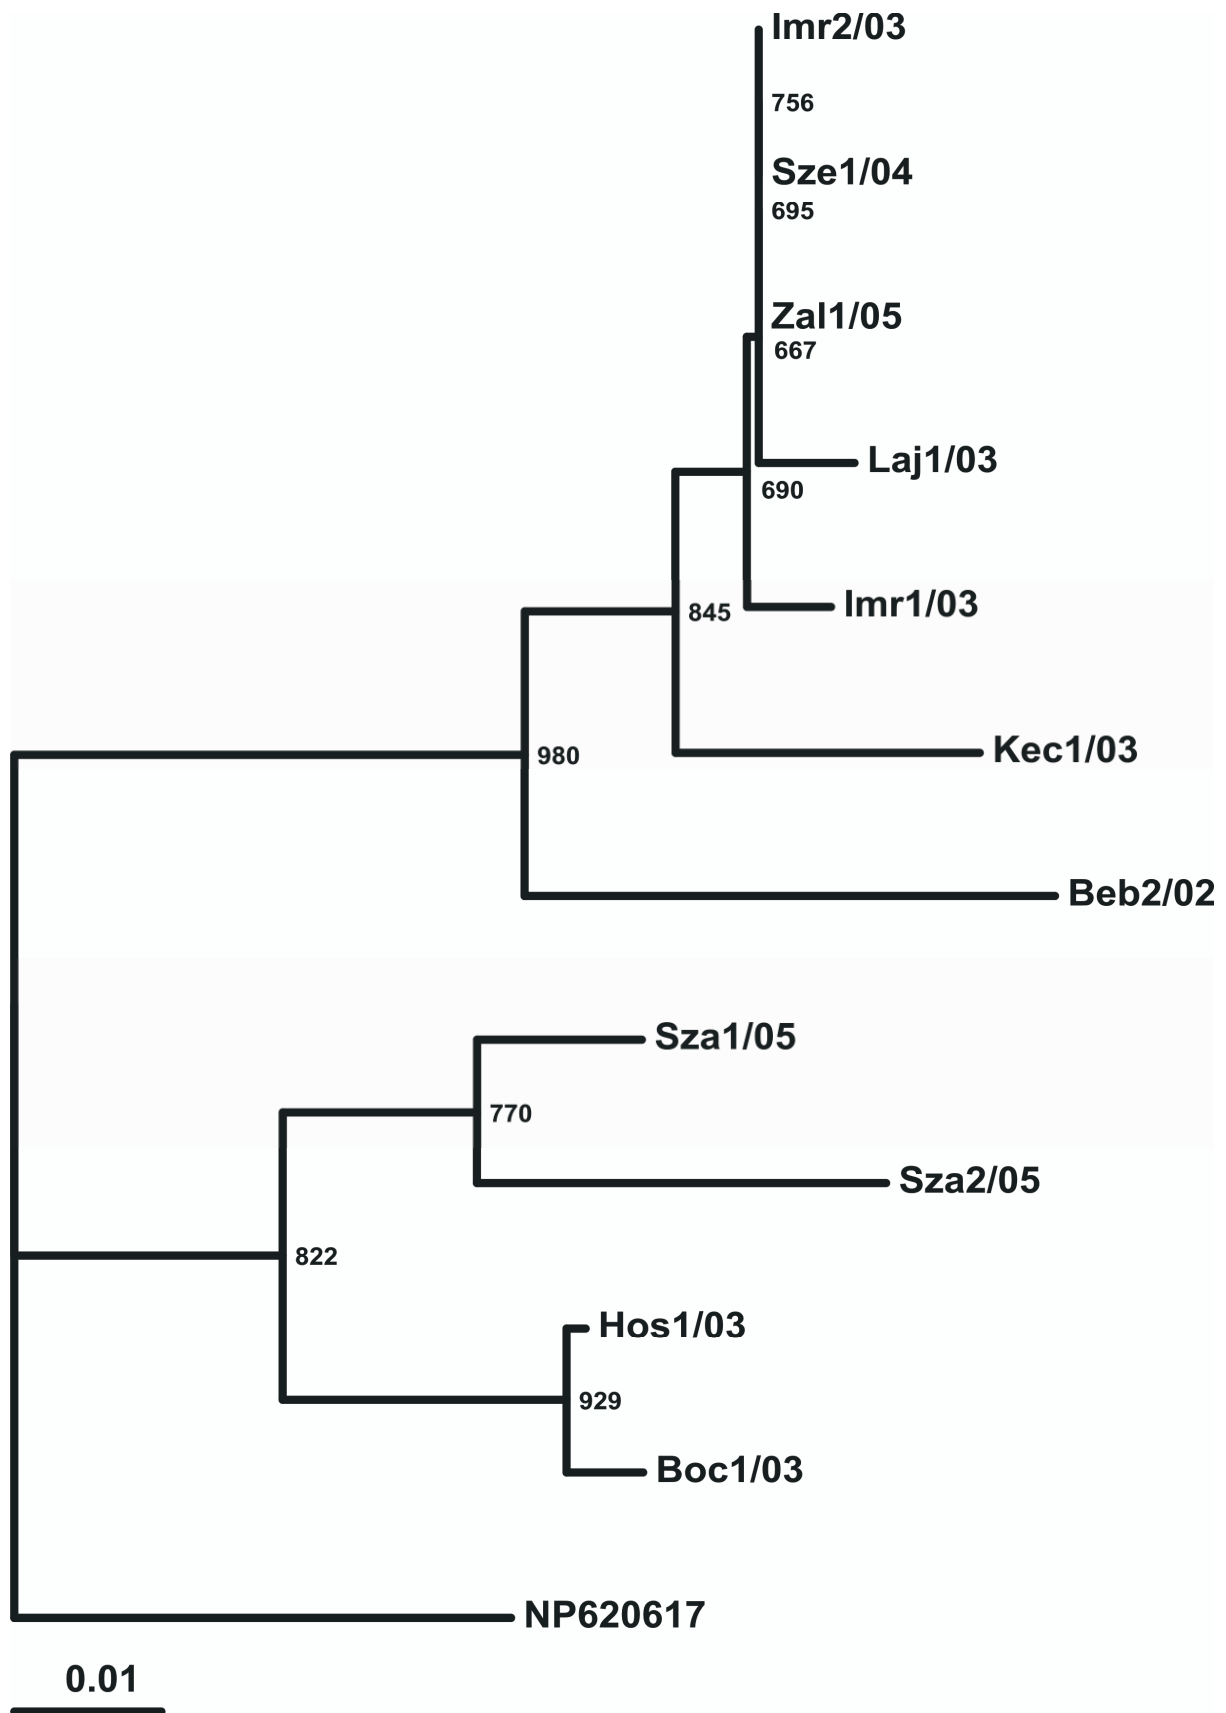 Imr2/03
756
Sze1/04
695
Zal1/05
667
Laj1/03
690
Imr1/03
845
Kec1/03
980
Beb2/02
Sza1/05
770
Sza2/05
822
Hos1/03
929
Boc1/03
NP620617
0.01